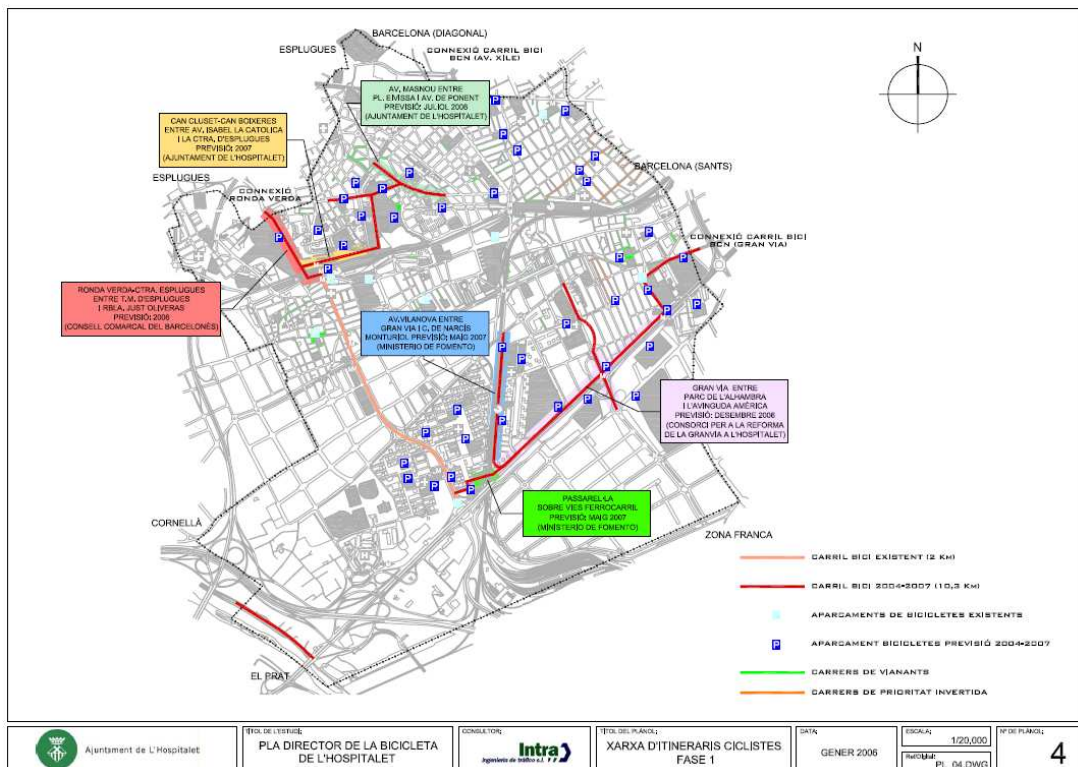 BARCELONA (DIAGONAL)
ESPLUGUES
CONNEXIÓ CARRIL BICI
BCN (AV. XILE)
N
AV. MASNOU ENTRE
PL. EIVISSA I AV. DE PONENT
PREVISIÓ: JULIOL 2006
(AJUNTAMENT DE L'HOSPITALET)
CAN CLUSET-CAN BOIXERES
ENTRE AV. ISABEL LA CATOLICA
I LA CTRA. D'ESPLUGUES
PREVISIÓ: 2007
(AJUNTAMENT DE L'HOSPITALET)
BARCELONA (SANTS)
ESPLUGUES
CONNEXIÓ
RONDA VERDA
CONNEXIÓ CARRIL BICI
BCN (GRAN VIA)
RONDA VERDA-CTRA. ESPLUGUES
ENTRE T.M. D'ESPLUGUES
I RBLA. JUST OLIVERAS
PREVISIÓ: 2006
(CONSELL COMARCAL DEL BARCELONÈS)
AV.VILANOVA ENTRE
GRAN VIA I C. DE NARCÍS
MONTURIOL PREVISIÓ: MAIG 2007
(MINISTERIO DE FOMENTO)
GRAN VIA ENTRE
PARC DE L'ALHAMBRA
I L'AVINGUDA AMÈRICA
PREVISIÓ: DESEMBRE 2006
(CONSORCI PER A LA REFORMA
DE LA GRANVIA A L'HOSPITALET)
PASSAREL·LA
SOBRE VIES FERROCARRIL
PREVISIÓ: MAIG 2007
(MINISTERIO DE FOMENTO)
CORNELLÀ
ZONA FRANCA
EL PRAT
CARRIL BICI EXISTENT (2 KM)
CARRIL BICI 2004-2007 (10,3 KM)
APARCAMENTS DE BICICLETES EXISTENTS
P APARCAMENT BICICLETES PREVISIÓ 2004-2007
CARRERS DE VIANANTS
CARRERS DE PRIORITAT INVERTIDA
Ajuntament de L'Hospitalet
TÍTOL DE L'ESTUDI:
PLA DIRECTOR DE LA BICICLETA
DE L'HOSPITALET
CONSULTOR:
Intra
ingeniería de tráfico s.l.
TÍTOL DEL PLÀNOL:
XARXA D'ITINERARIS CICLISTES
FASE 1
DATA:
GENER 2006
ESCALA:
1/20,000
PL_04.DWG
Nº DE PLÀNOL:
4